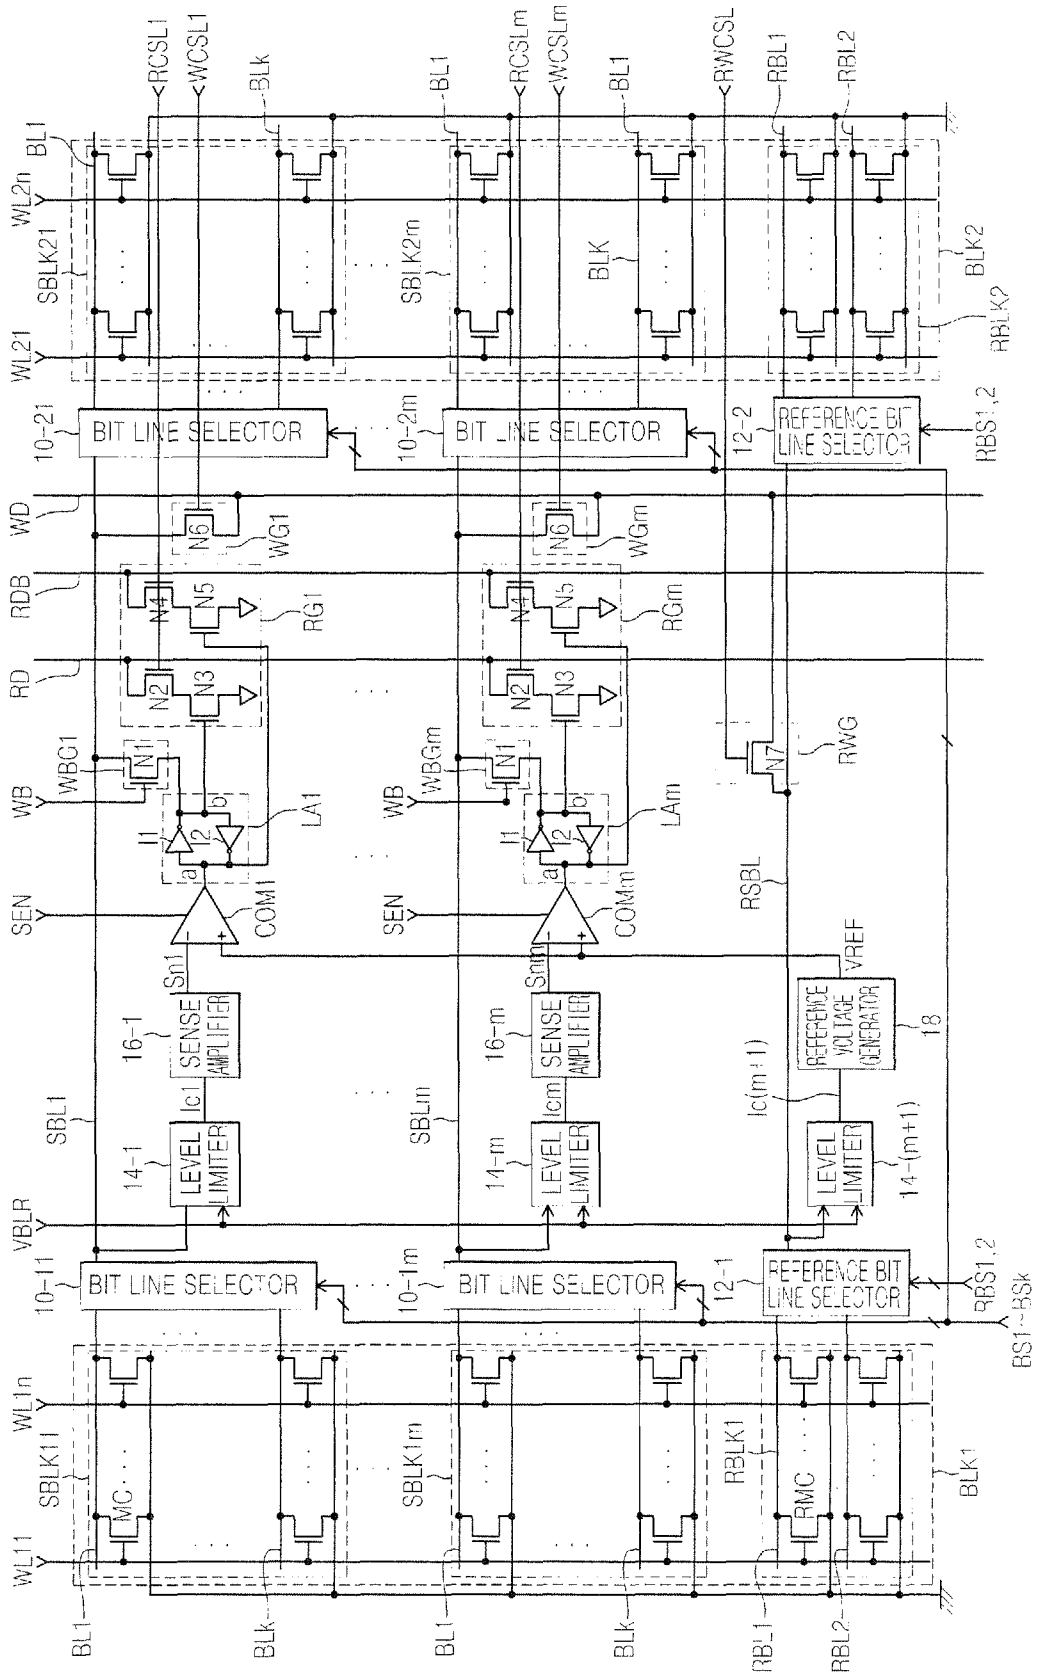 WL11
WL1n
VBLR
SEN
WB
RD
RDB
WD
WL21
WL2n
SBLK11
10-11
SBL1
WBG1
10-21
SBLK21
BL1
BL1
MC
BIT LINE SELECTOR
14-1
LEVEL LIMITER
Ic1
16-1
SENSE AMPLIFIER
Sn1
-
+
COM1
a
I1
I2
b
LA1
N1
N2
N3
N4
N5
RG1
N6
WG1
BIT LINE SELECTOR
RCSL1
WCSL1
BLk
BLk
SBLK1m
10-1m
SBLm
WB
WBGm
SEN
10-2m
SBLK2m
BL1
BL1
BIT LINE SELECTOR
14-m
LEVEL LIMITER
Icm
16-m
SENSE AMPLIFIER
Snm
-
+
COMm
a
I1
I2
b
LAm
N1
N2
N3
N4
N5
RGm
N6
WGm
BIT LINE SELECTOR
RCSLm
WCSLm
BLK
BL1
BLk
RBLK1
12-1
RWG
N7
12-2
RWCSL
RBL1
RBL1
RMC
REFERENCE BIT LINE SELECTOR
RSBL
REFERENCE BIT LINE SELECTOR
RBL2
RBL2
LEVEL LIMITER
14-(m+1)
Ic(m+1)
REFERENCE VOLTAGE GENERATOR
18
VREF
BLK1
RBS1,2
BS1~BSk
RBS1,2
RBLK2
BLK2